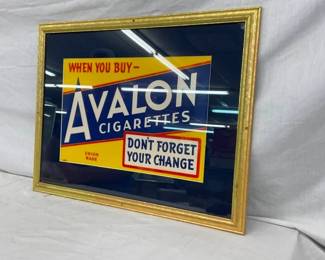 WHEN YOU BUY—
AVALON
CIGARETTES
DON'T FORGET
YOUR CHANGE
UNION
MADE